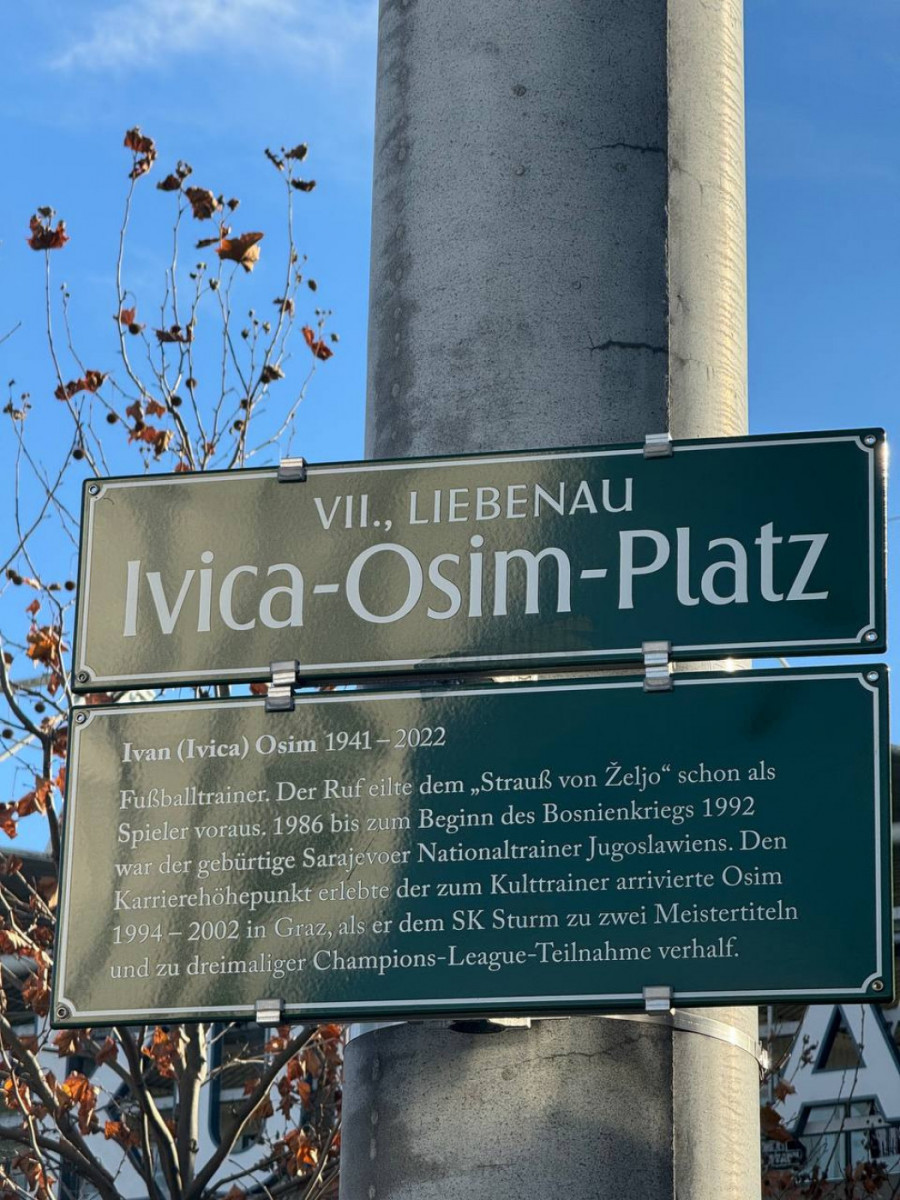 VII., LIEBENAU
Ivica-Osim-Platz
Ivan (Ivica) Osim 1941 – 2022
Fußballtrainer. Der Ruf eilte dem „Strauß von Željo“ schon als
Spieler voraus. 1986 bis zum Beginn des Bosnienkriegs 1992
war der gebürtige Sarajevoer Nationaltrainer Jugoslawiens. Den
Karrierehöhepunkt erlebte der zum Kulttrainer arrivierte Osim
1994 – 2002 in Graz, als er dem SK Sturm zu zwei Meistertiteln
und zu dreimaliger Champions-League-Teilnahme verhalf.